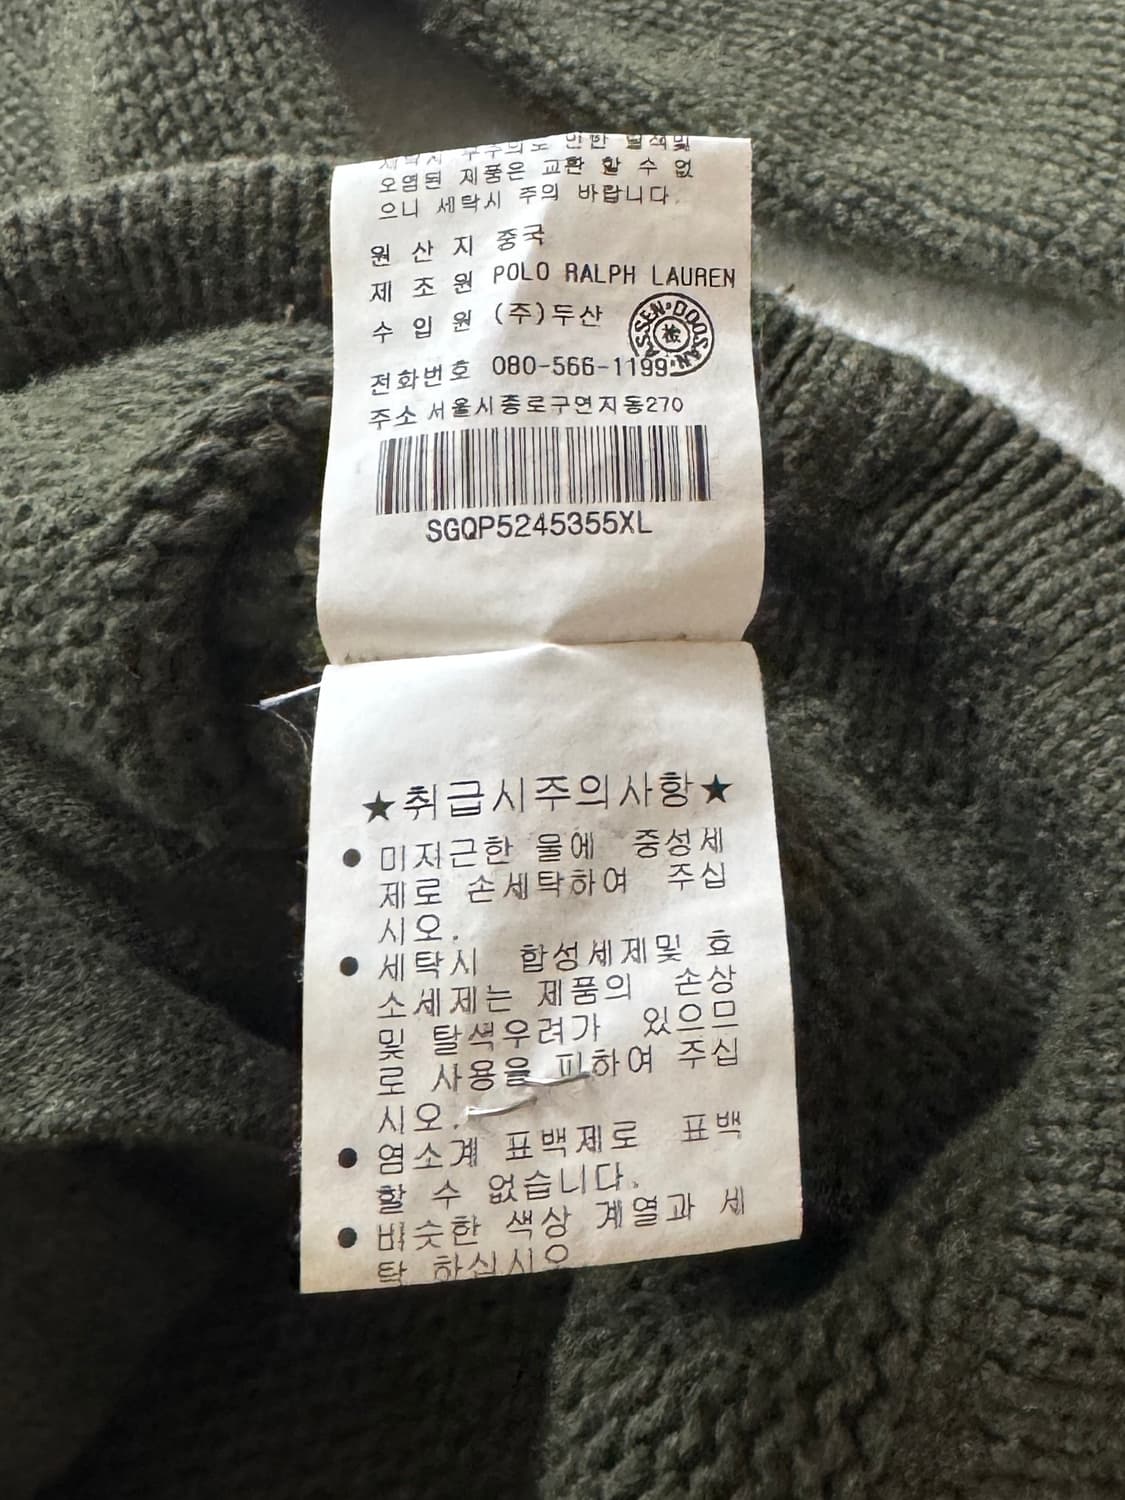 오염된 제품은 교환 할 수 없
으니 세탁시 주의 바랍니다.
원 산 지 중국
제 조 원 POLO RALPH LAUREN
수 입 원 (주)두산
전화번호 080-566-1199
주소 서울시종로구연지동270
SGQP5245355XL
★취급시주의사항★
● 미지근한 물에 중성세
제로 손세탁하여 주십
시오.
● 세탁시 합성세제및 효
소세제는 제품의 손상
및 탈색우려가 있으므
로 사용을 피하여 주십
시오.
● 염소계 표백제로 표백
할 수 없습니다.
● 비슷한 색상 계열과 세
탁 하십시오